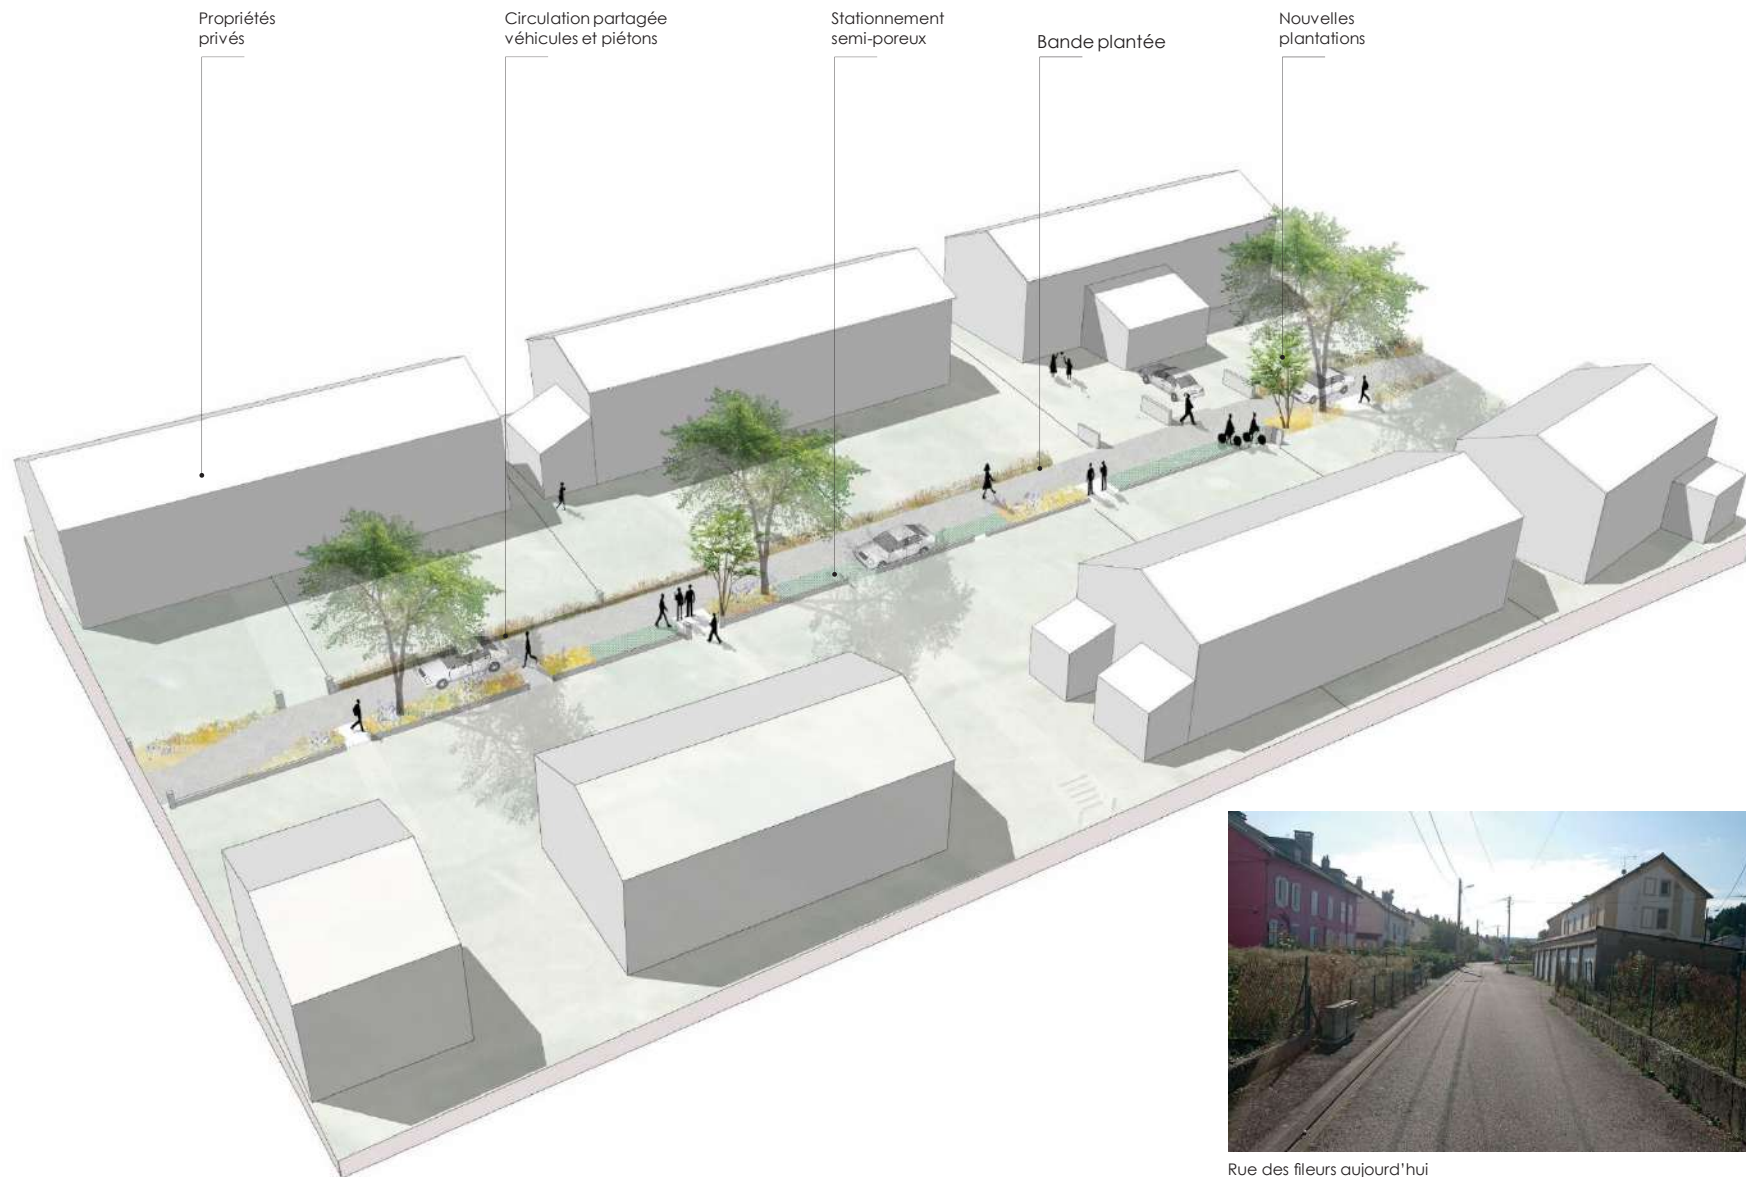 Propriétés
privés
Circulation partagée
véhicules et piétons
Stationnement
semi-poreux
Bande plantée
Nouvelles
plantations
Rue des fileurs aujourd'hui